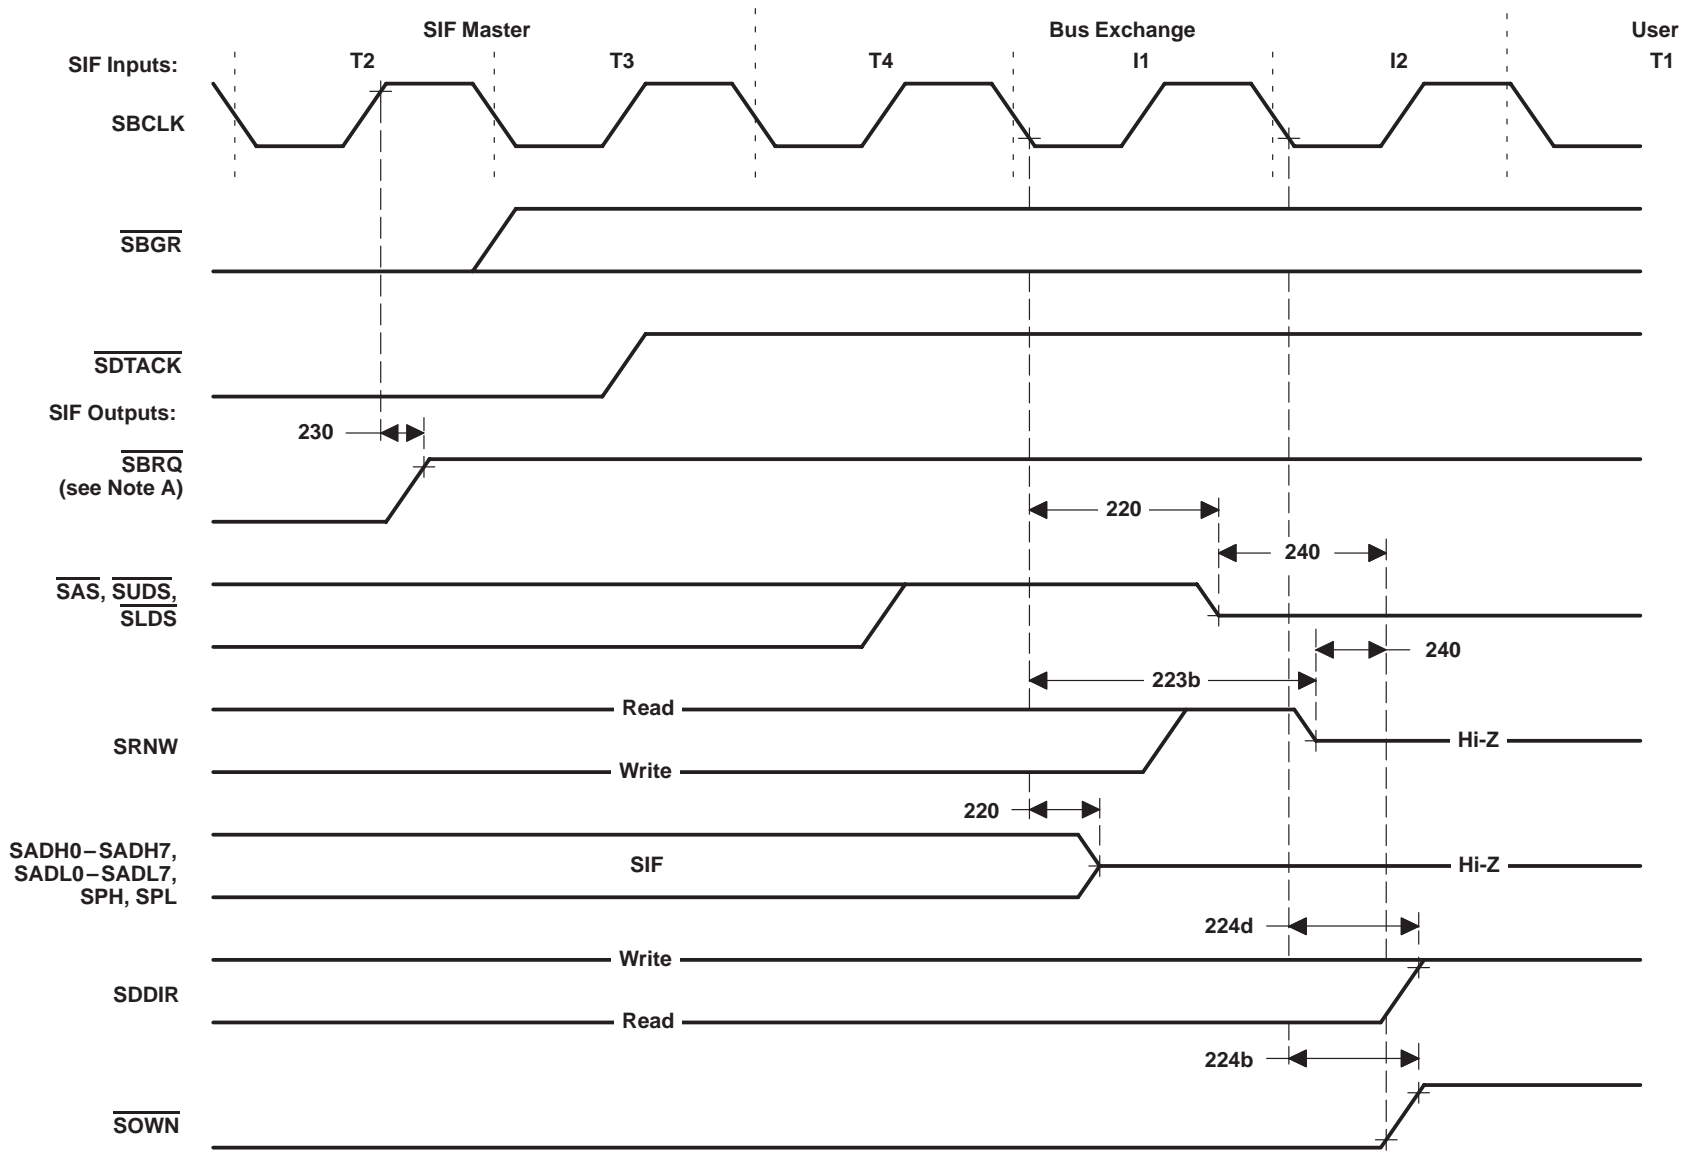 SIF Master
Bus Exchange
User
SIF Inputs:
T2
T3
T4
I1
I2
T1
SBCLK
SBGR
SDTACK
SIF Outputs:
230
SBRQ
(see Note A)
220
240
SAS, SUDS,
SLDS
240
223b
Read
SRNW
Hi-Z
Write
220
SADH0–SADH7,
SADL0–SADL7,
SPH, SPL
SIF
Hi-Z
224d
Write
SDDIR
Read
224b
SOWN